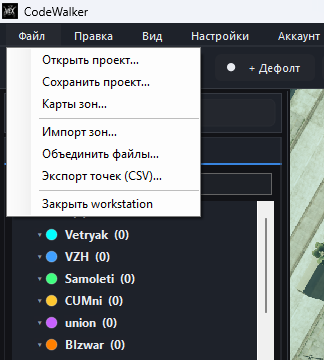 CodeWalker
Файл Правка Вид Настройки Аккаунт
+ Дефолт
Открыть проект...
Сохранить проект...
Карты зон...
Импорт зон...
Объединить файлы...
Экспорт точек (CSV)...
Закрыть workstation
Vetryak (0)
VZH (0)
Samoleti (0)
CUMni (0)
union (0)
BIzwar (0)